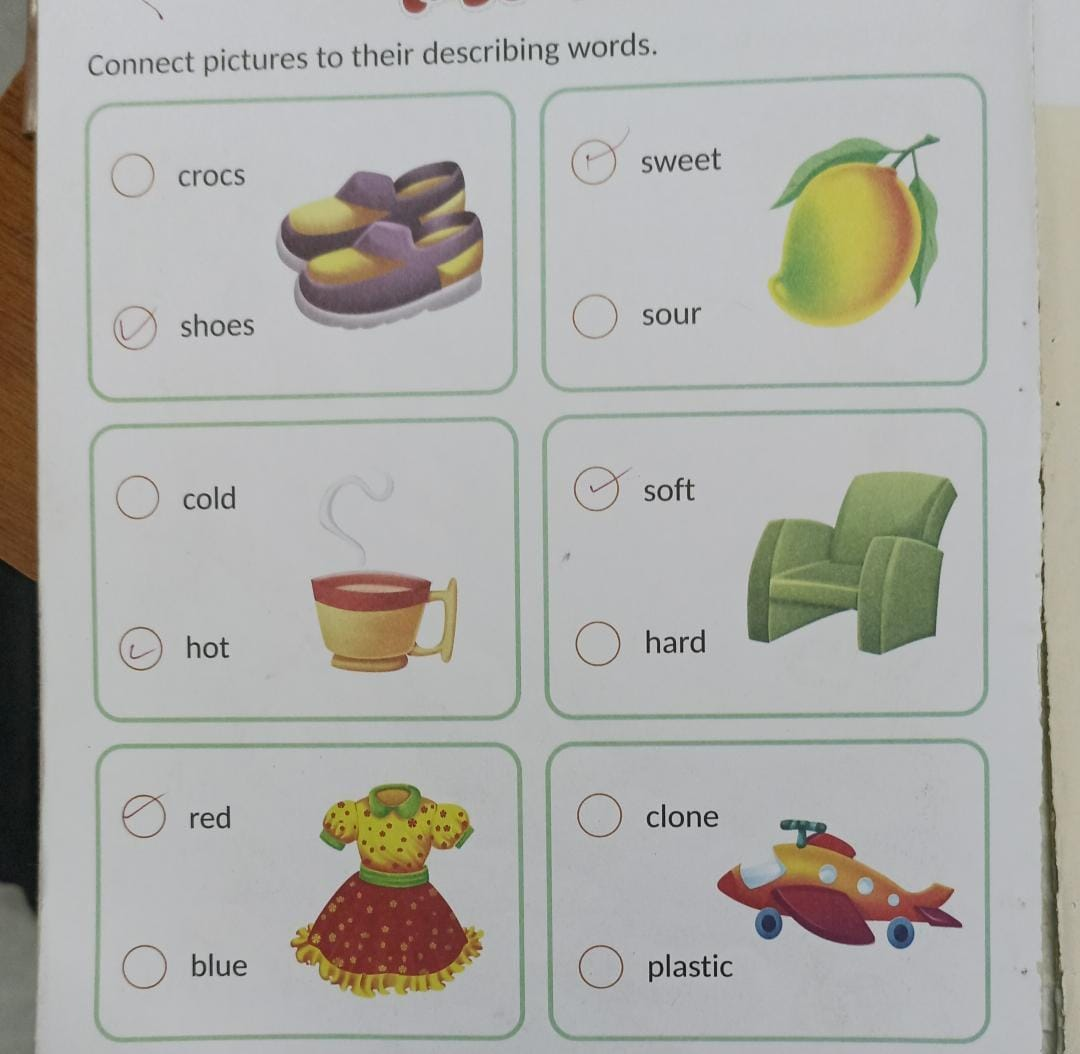 Connect pictures to their describing words.
crocs
shoes
sweet
sour
cold
hot
soft
hard
red
blue
clone
plastic